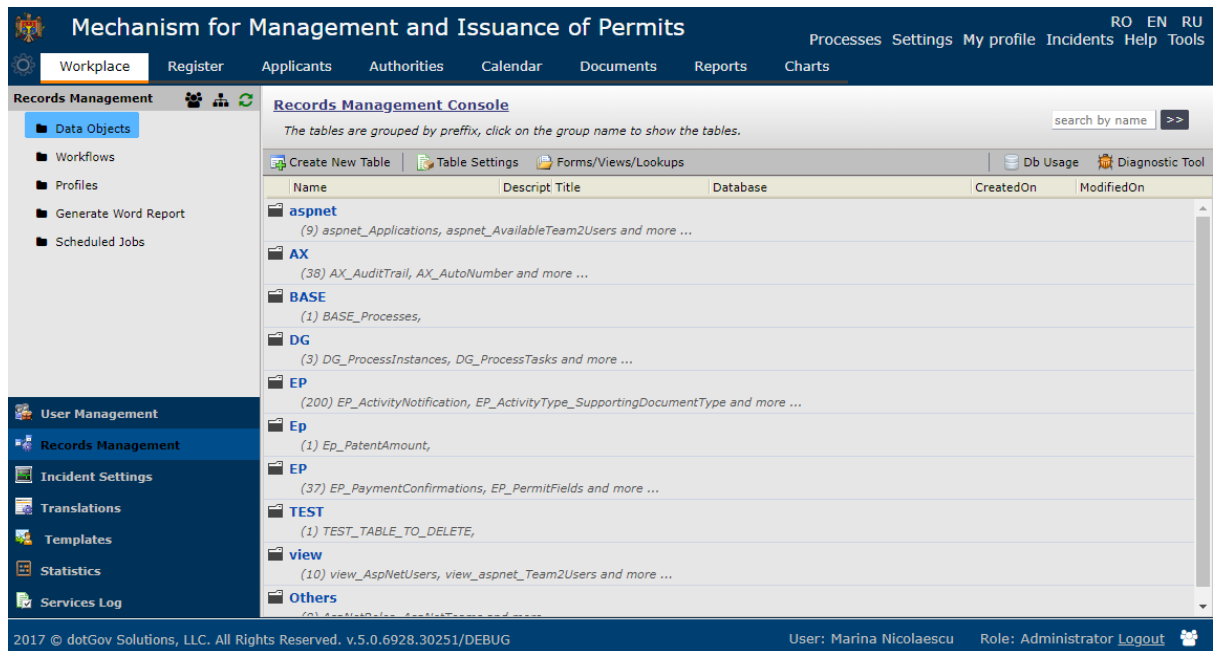 Mechanism for Management and Issuance of Permits
RO EN RU
Processes Settings My profile Incidents Help Tools
Workplace Register Applicants Authorities Calendar Documents Reports Charts
Records Management
Data Objects
Workflows
Profiles
Generate Word Report
Scheduled Jobs
User Management
Records Management
Incident Settings
Translations
Templates
Statistics
Services Log
Records Management Console
The tables are grouped by preffix, click on the group name to show the tables.
search by name >>
Create New Table Table Settings Forms/Views/Lookups Db Usage Diagnostic Tool
Name Descript Title Database CreatedOn ModifiedOn
aspnet
(9) aspnet_Applications, aspnet_AvailableTeam2Users and more ...
AX
(38) AX_AuditTrail, AX_AutoNumber and more ...
BASE
(1) BASE_Processes,
DG
(3) DG_ProcessInstances, DG_ProcessTasks and more ...
EP
(200) EP_ActivityNotification, EP_ActivityType_SupportingDocumentType and more ...
Ep
(1) Ep_PatentAmount,
EP
(37) EP_PaymentConfirmations, EP_PermitFields and more ...
TEST
(1) TEST_TABLE_TO_DELETE,
view
(10) view_AspNetUsers, view_aspnet_Team2Users and more ...
Others
AspNetRoles, AspNetTeams and more
2017 © dotGov Solutions, LLC. All Rights Reserved. v.5.0.6928.30251/DEBUG
User: Marina Nicolaescu Role: Administrator Logout